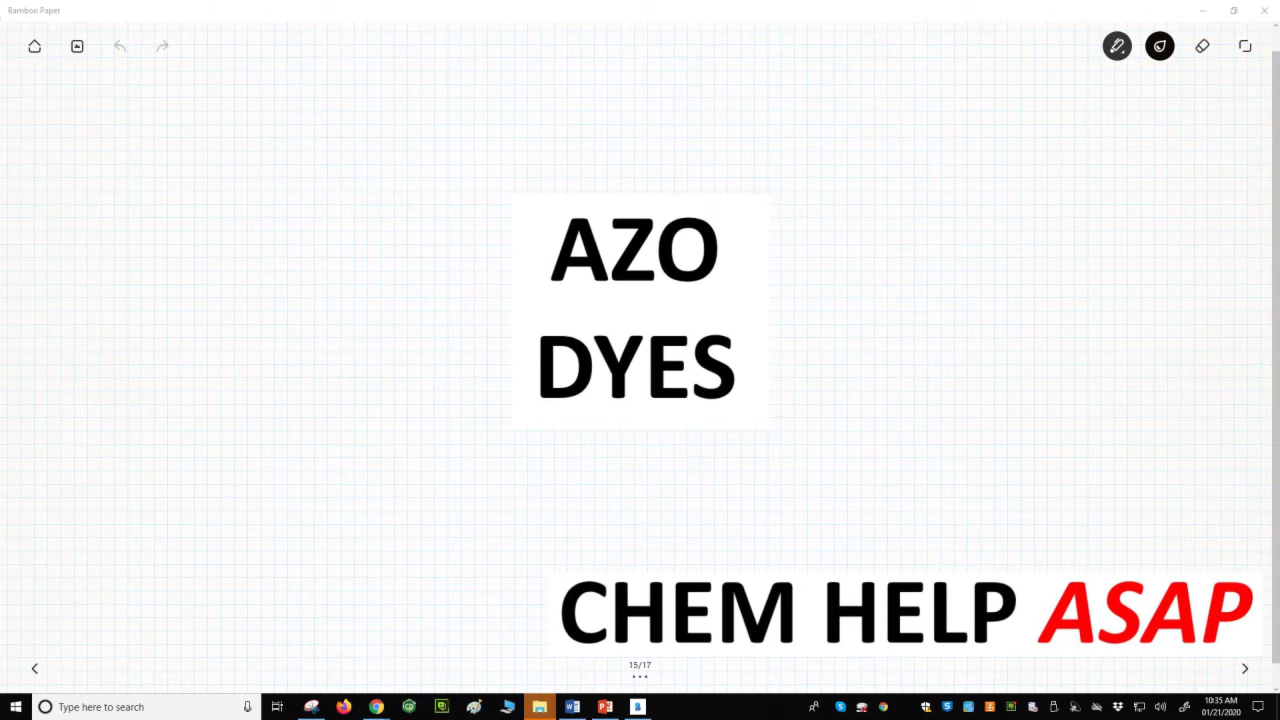 Bamboo Paper
AZO
DYES
CHEM HELP ASAP
15/17
Type here to search
10:35 AM
01/21/2020